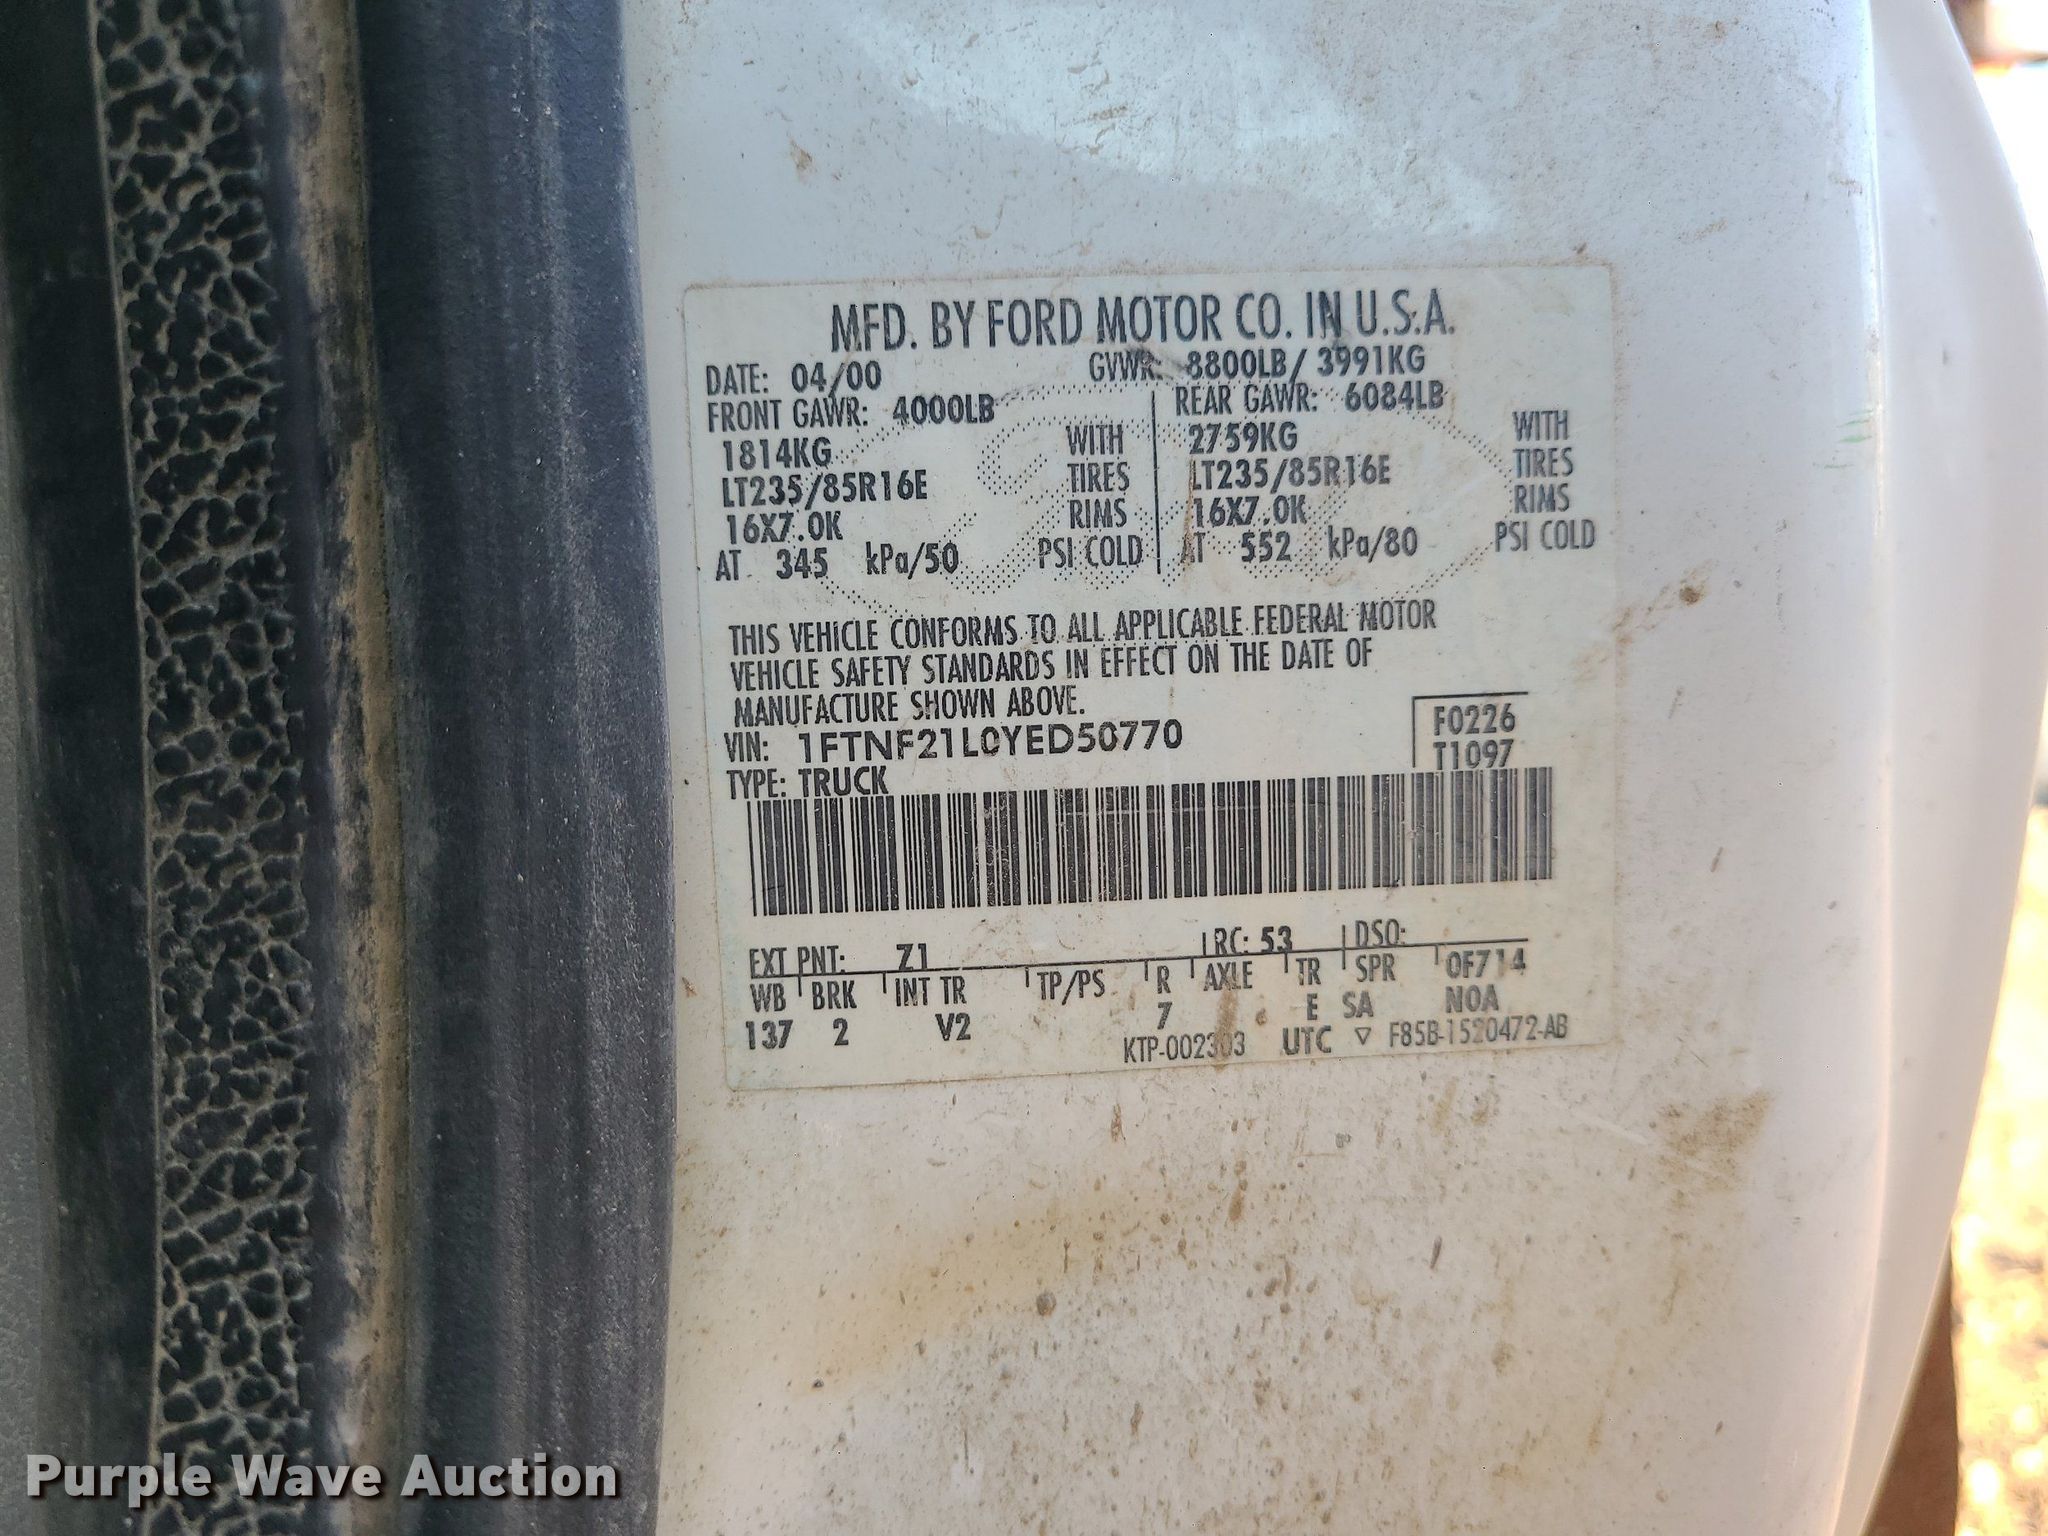 MFD. BY FORD MOTOR CO. IN U.S.A.
DATE: 04/00 GVWR: 8800LB/ 3991KG
FRONT GAWR: 4000LB REAR GAWR: 6084LB
1814KG WITH 2759KG WITH
LT235/85R16E TIRES LT235/85R16E TIRES
16X7.0K RIMS 16X7.0K RIMS
AT 345 kPa/50 PSI COLD AT 552 kPa/80 PSI COLD
THIS VEHICLE CONFORMS TO ALL APPLICABLE FEDERAL MOTOR
VEHICLE SAFETY STANDARDS IN EFFECT ON THE DATE OF
MANUFACTURE SHOWN ABOVE.
F0226
VIN: 1FTNF21L0YED50770
T1097
TYPE: TRUCK
EXT PNT: Z1 RC: 53 DSO:
WB BRK INT TR TP/PS R AXLE TR SPR 0F714
137 2 V2 7 E SA N0A
KTP-002303 UTC F85B-1520472-AB
Purple Wave Auction